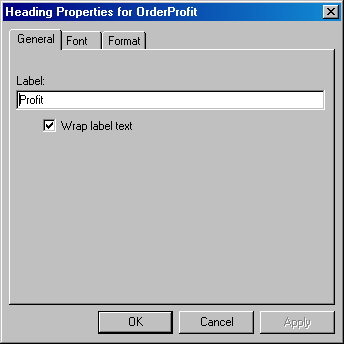 Heading Properties for OrderProfit
General Font Format
Label:
Profit
Wrap label text
OK Cancel Apply